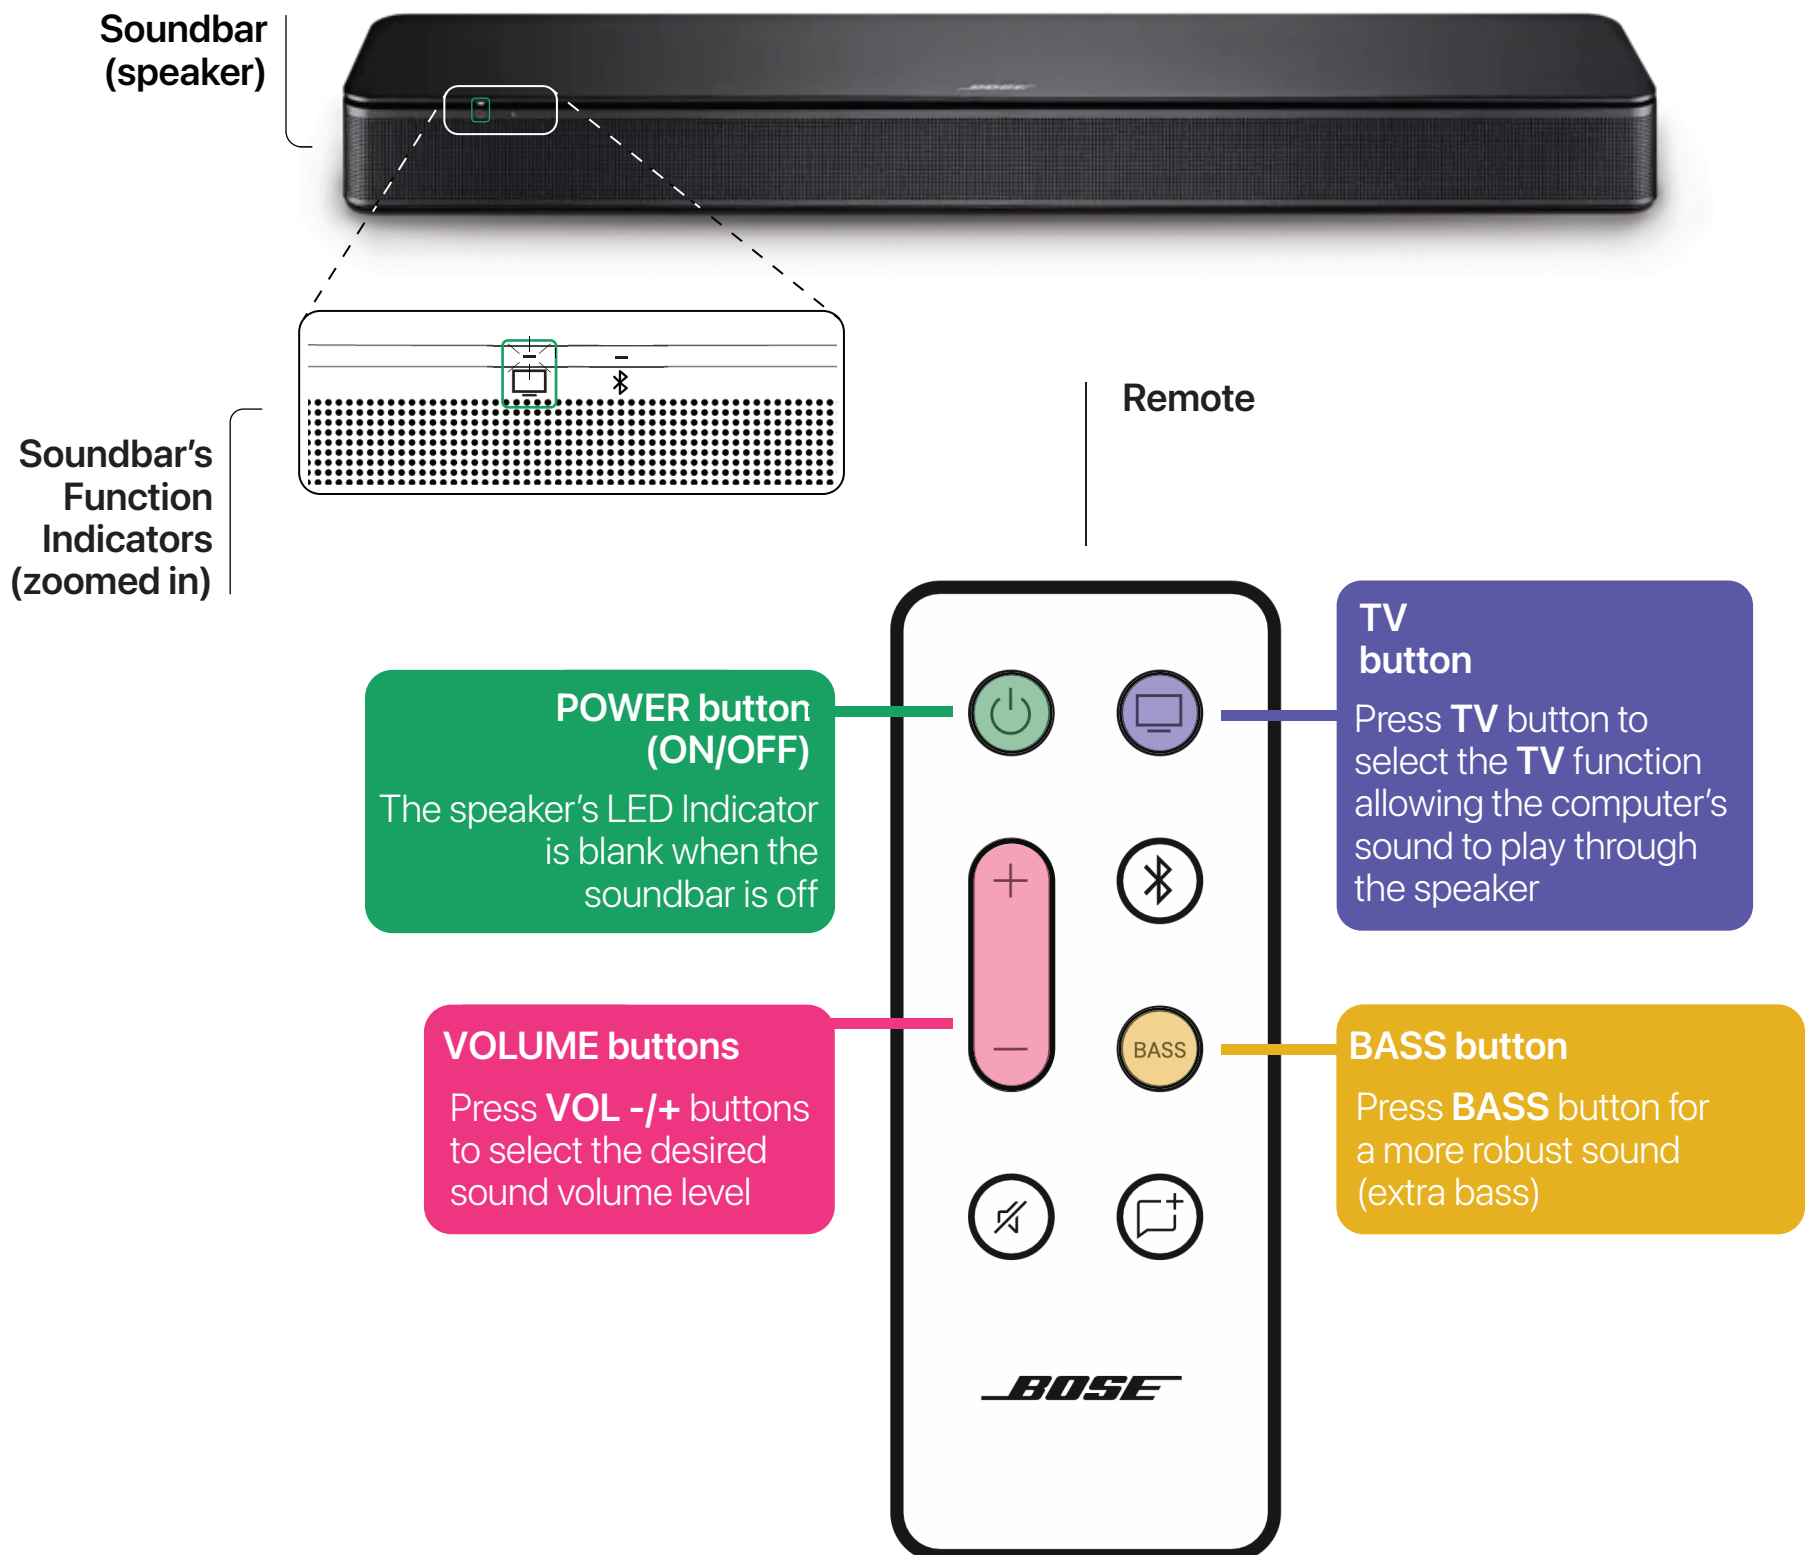 Soundbar
(speaker)
BOSE
Soundbar’s
Function
Indicators
(zoomed in)
Remote
POWER button
(ON/OFF)
The speaker’s LED Indicator
is blank when the
soundbar is off
TV
button
Press TV button to
select the TV function
allowing the computer’s
sound to play through
the speaker
VOLUME buttons
Press VOL -/+ buttons
to select the desired
sound volume level
BASS
BASS button
Press BASS button for
a more robust sound
(extra bass)
BOSE